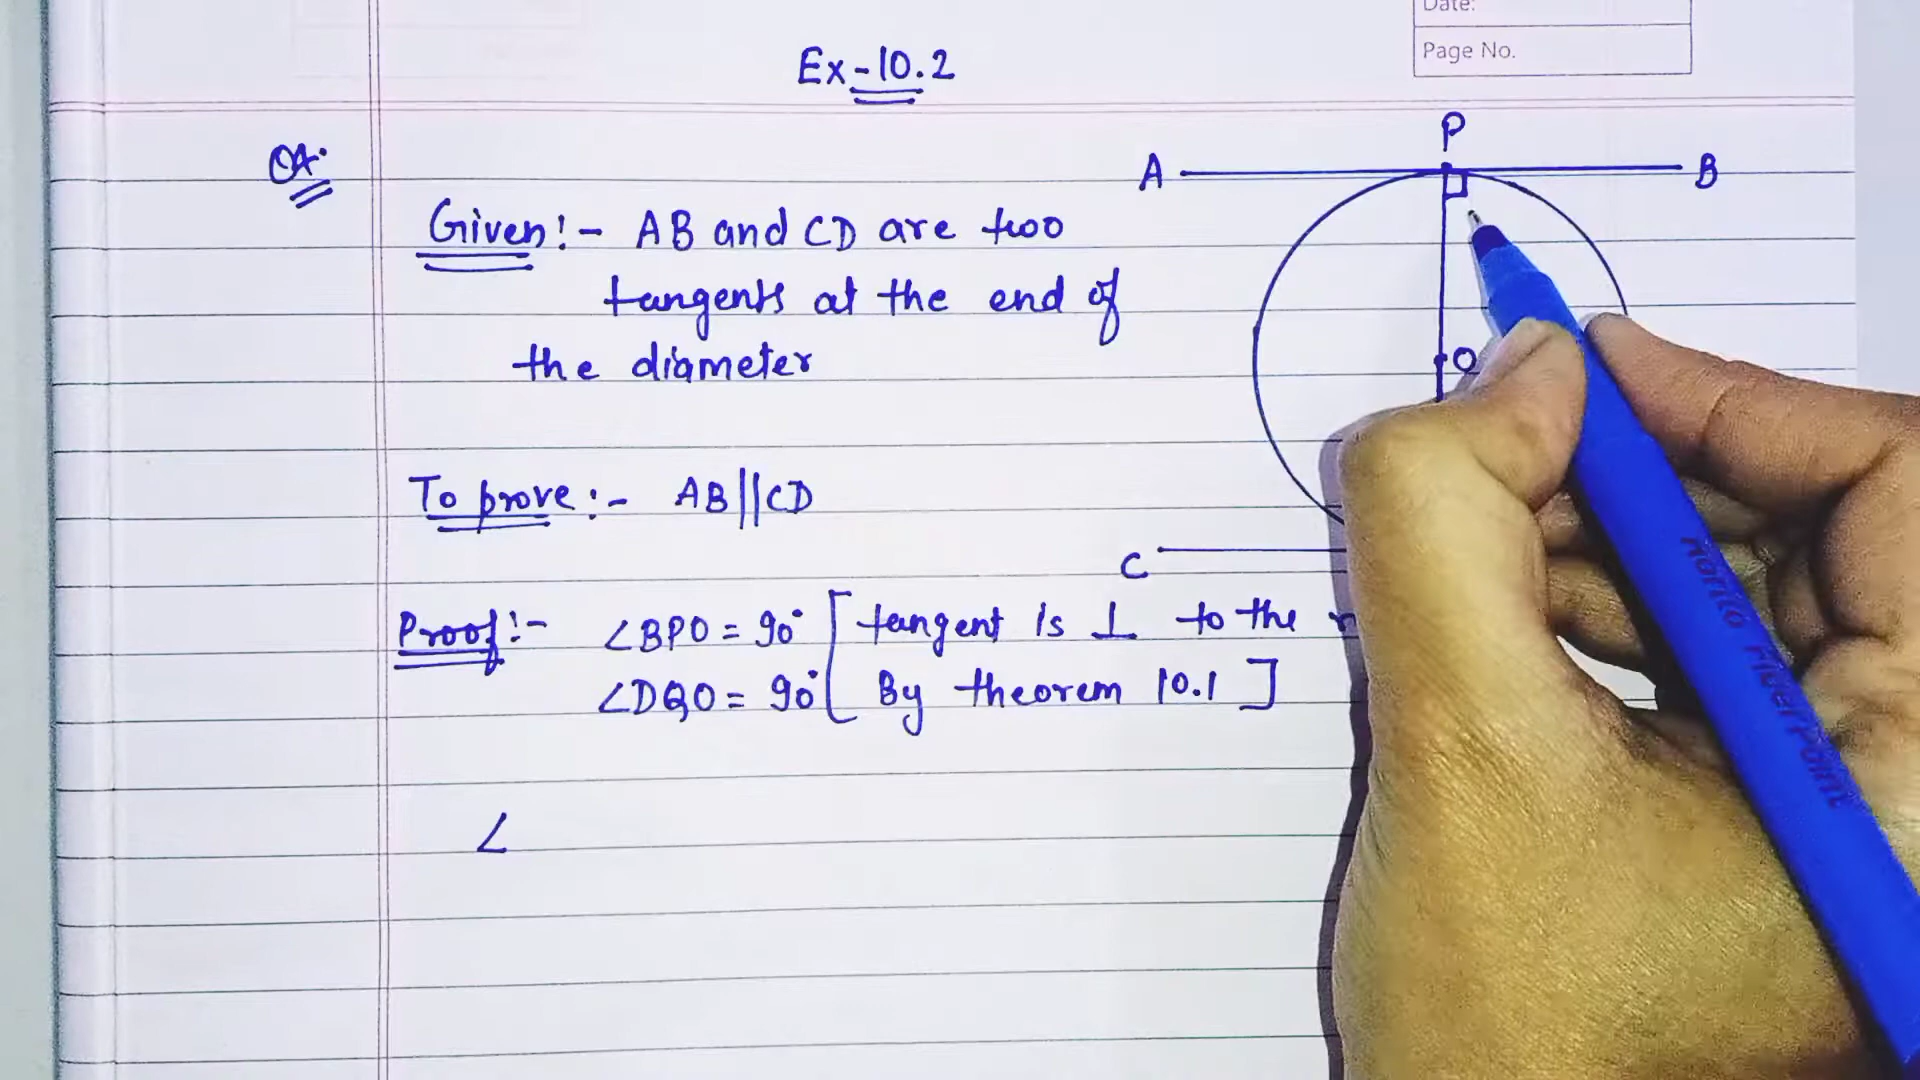 Date:
Page No.
Ex-10.2
Q4.
P
A
B
Given:- AB and CD are two
tangents at the end of
the diameter
O
To prove:- AB||CD
C
Proof:- ∠BPO = 90° [tangent is ⊥ to the
∠DQO = 90° [By theorem 10.1]
∠